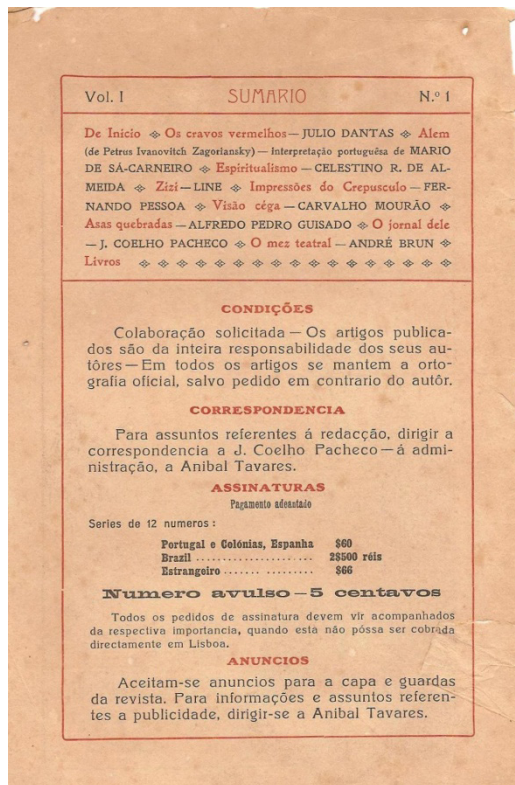 Vol. I SUMARIO N.º 1
De Inicio ❖ Os cravos vermelhos — JULIO DANTAS ❖ Alem
(de Petrus Ivanovitch Zagoriansky) — Interpretação portuguêsa de MARIO
DE SÁ-CARNEIRO ❖ Espiritualismo — CELESTINO R. DE AL-
MEIDA ❖ Zizi — LINE ❖ Impressões do Crepusculo — FER-
NANDO PESSOA ❖ Visão céga — CARVALHO MOURÃO ❖
Asas quebradas — ALFREDO PEDRO GUISADO ❖ O jornal dele
— J. COELHO PACHECO ❖ O mez teatral — ANDRÉ BRUN ❖
Livros ❖ ❖ ❖ ❖ ❖ ❖ ❖ ❖ ❖ ❖ ❖ ❖ ❖ ❖ ❖ ❖ ❖
CONDIÇÕES
Colaboração solicitada — Os artigos publica-
dos são da inteira responsabilidade dos seus au-
tôres — Em todos os artigos se mantem a orto-
grafia oficial, salvo pedido em contrario do autôr.
CORRESPONDENCIA
Para assuntos referentes á redacção, dirigir a
correspondencia a J. Coelho Pacheco — á admi-
nistração, a Anibal Tavares.
ASSINATURAS
Pagamento adeantado
Series de 12 numeros:
Portugal e Colónias, Espanha $60
Brazil ...................... 2$500 réis
Estrangeiro ....... ......... $66
Numero avulso — 5 centavos
Todos os pedidos de assinatura devem vir acompanhados
da respectiva importancia, quando esta não póssa ser cobrada
directamente em Lisboa.
ANUNCIOS
Aceitam-se anuncios para a capa e guardas
da revista. Para informações e assuntos referen-
tes a publicidade, dirigir-se a Anibal Tavares.